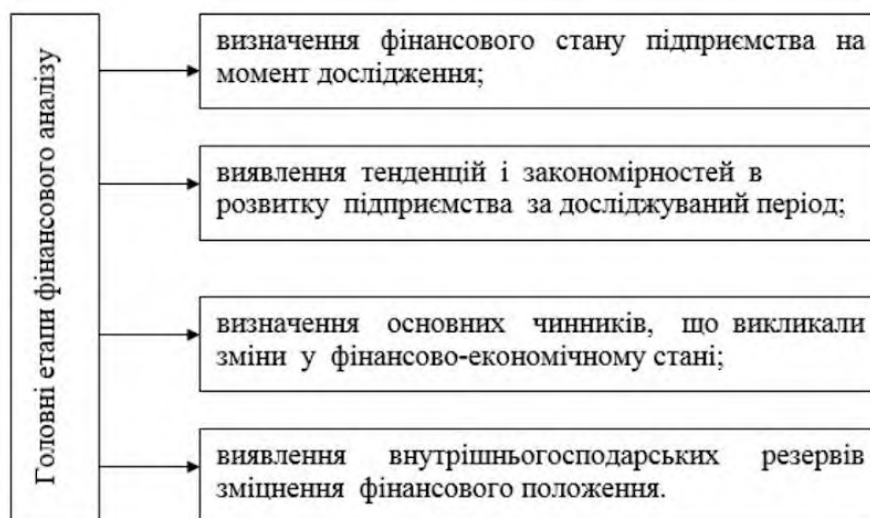 Головні етапи фінансового аналізу
визначення фінансового стану підприємства на
момент дослідження;
виявлення тенденцій і закономірностей в
розвитку підприємства за досліджуваний період;
визначення основних чинників, що викликали
зміни у фінансово-економічному стані;
виявлення внутрішньогосподарських резервів
зміцнення фінансового положення.